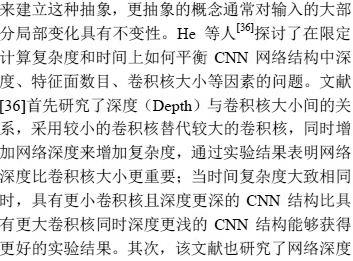 来建立这种抽象，更抽象的概念通常对输入的大部
分局部变化具有不变性。He 等人[36]探讨了在限定
计算复杂度和时间上如何平衡 CNN 网络结构中深
度、特征面数目、卷积核大小等因素的问题。文献
[36]首先研究了深度（Depth）与卷积核大小间的关
系，采用较小的卷积核替代较大的卷积核，同时增
加网络深度来增加复杂度，通过实验结果表明网络
深度比卷积核大小更重要；当时间复杂度大致相同
时，具有更小卷积核且深度更深的 CNN 结构比具
有更大卷积核同时深度更浅的 CNN 结构能够获得
更好的实验结果。其次，该文献也研究了网络深度